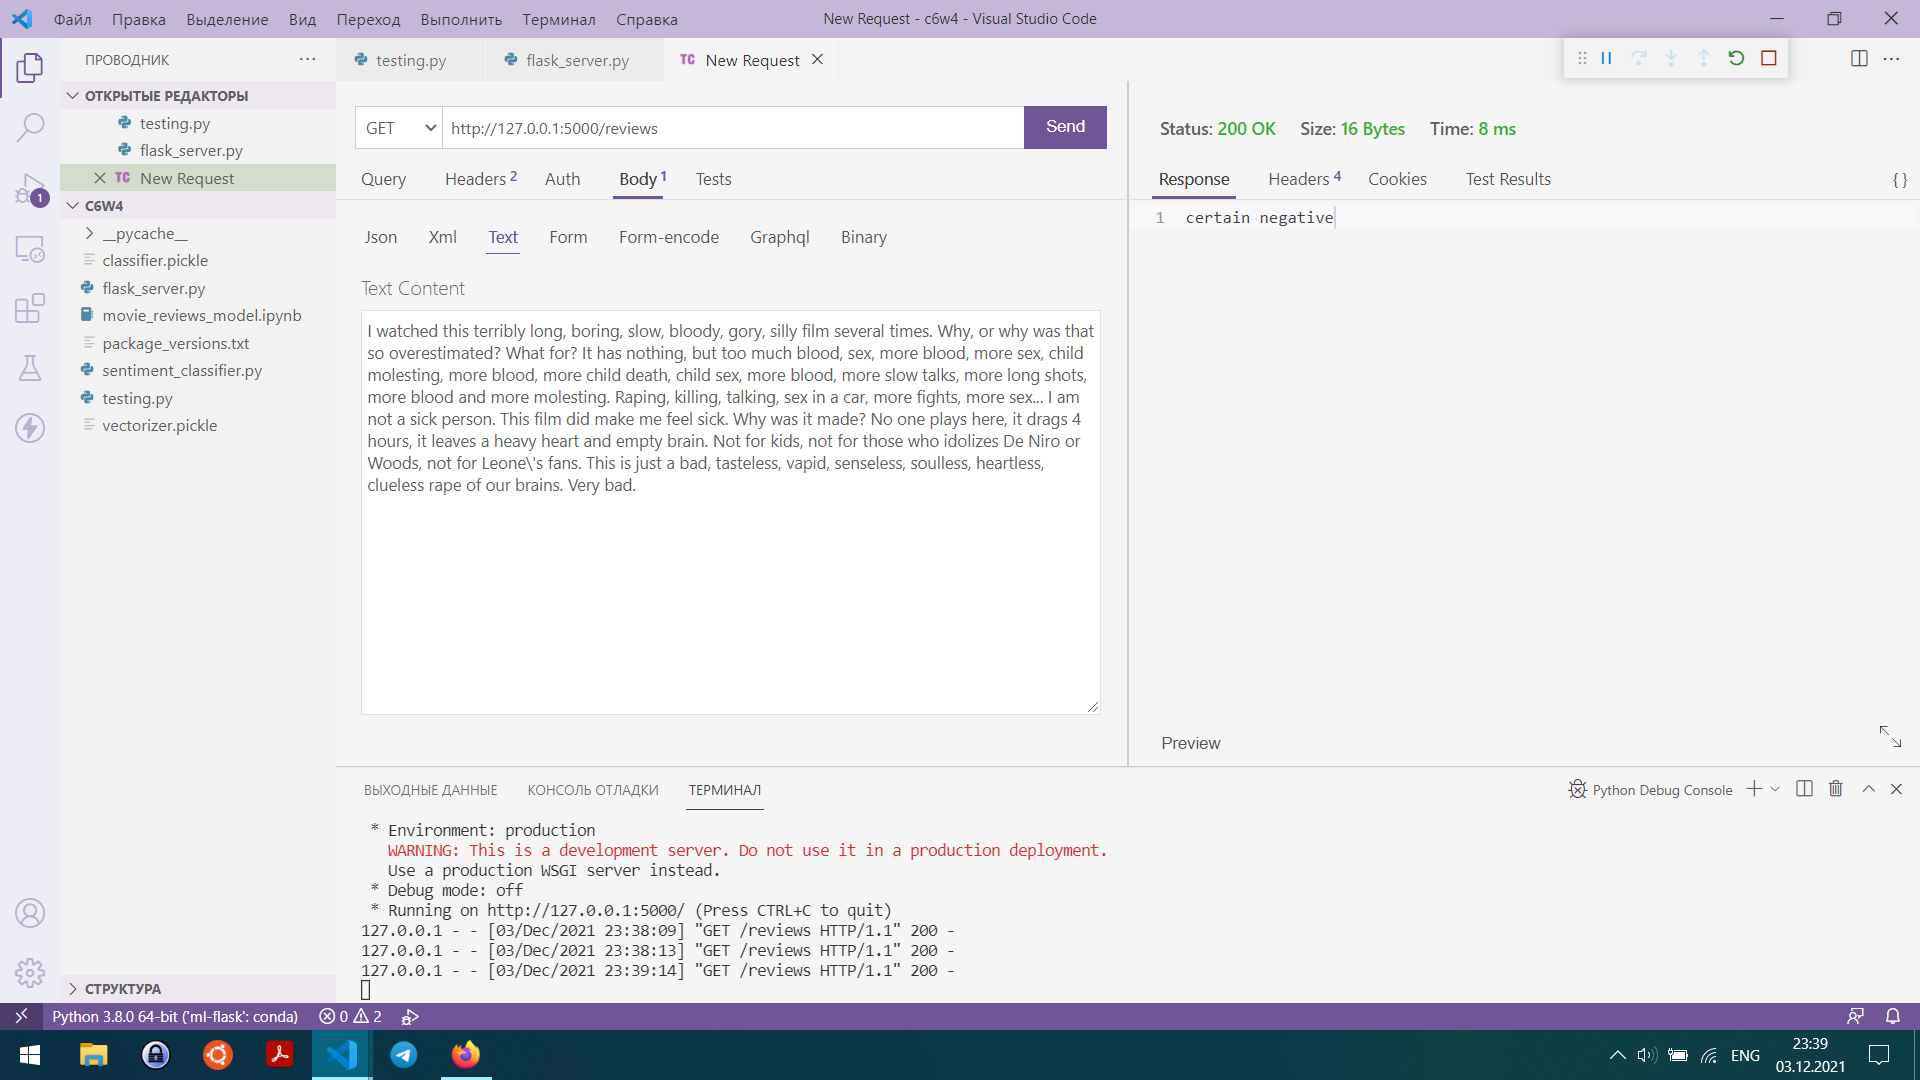 Файл Правка Выделение Вид Переход Выполнить Терминал Справка
New Request - c6w4 - Visual Studio Code
ПРОВОДНИК
ОТКРЫТЫЕ РЕДАКТОРЫ
testing.py
flask_server.py
TC New Request
C6W4
__pycache__
classifier.pickle
flask_server.py
movie_reviews_model.ipynb
package_versions.txt
sentiment_classifier.py
testing.py
vectorizer.pickle
СТРУКТУРА
1
testing.py flask_server.py TC New Request
GET http://127.0.0.1:5000/reviews Send
Query Headers 2 Auth Body 1 Tests
Json Xml Text Form Form-encode Graphql Binary
Text Content
I watched this terribly long, boring, slow, bloody, gory, silly film several times. Why, or why was that
so overestimated? What for? It has nothing, but too much blood, sex, more blood, more sex, child
molesting, more blood, more child death, child sex, more blood, more slow talks, more long shots,
more blood and more molesting. Raping, killing, talking, sex in a car, more fights, more sex... I am
not a sick person. This film did make me feel sick. Why was it made? No one plays here, it drags 4
hours, it leaves a heavy heart and empty brain. Not for kids, not for those who idolizes De Niro or
Woods, not for Leone\'s fans. This is just a bad, tasteless, vapid, senseless, soulless, heartless,
clueless rape of our brains. Very bad.
Status: 200 OK Size: 16 Bytes Time: 8 ms
Response Headers 4 Cookies Test Results { }
1 certain negative
Preview
ВЫХОДНЫЕ ДАННЫЕ КОНСОЛЬ ОТЛАДКИ ТЕРМИНАЛ
Python Debug Console
* Environment: production
WARNING: This is a development server. Do not use it in a production deployment.
Use a production WSGI server instead.
* Debug mode: off
* Running on http://127.0.0.1:5000/ (Press CTRL+C to quit)
127.0.0.1 - - [03/Dec/2021 23:38:09] "GET /reviews HTTP/1.1" 200 -
127.0.0.1 - - [03/Dec/2021 23:38:13] "GET /reviews HTTP/1.1" 200 -
127.0.0.1 - - [03/Dec/2021 23:39:14] "GET /reviews HTTP/1.1" 200 -
Python 3.8.0 64-bit ('ml-flask': conda) 0 2
ENG
23:39
03.12.2021